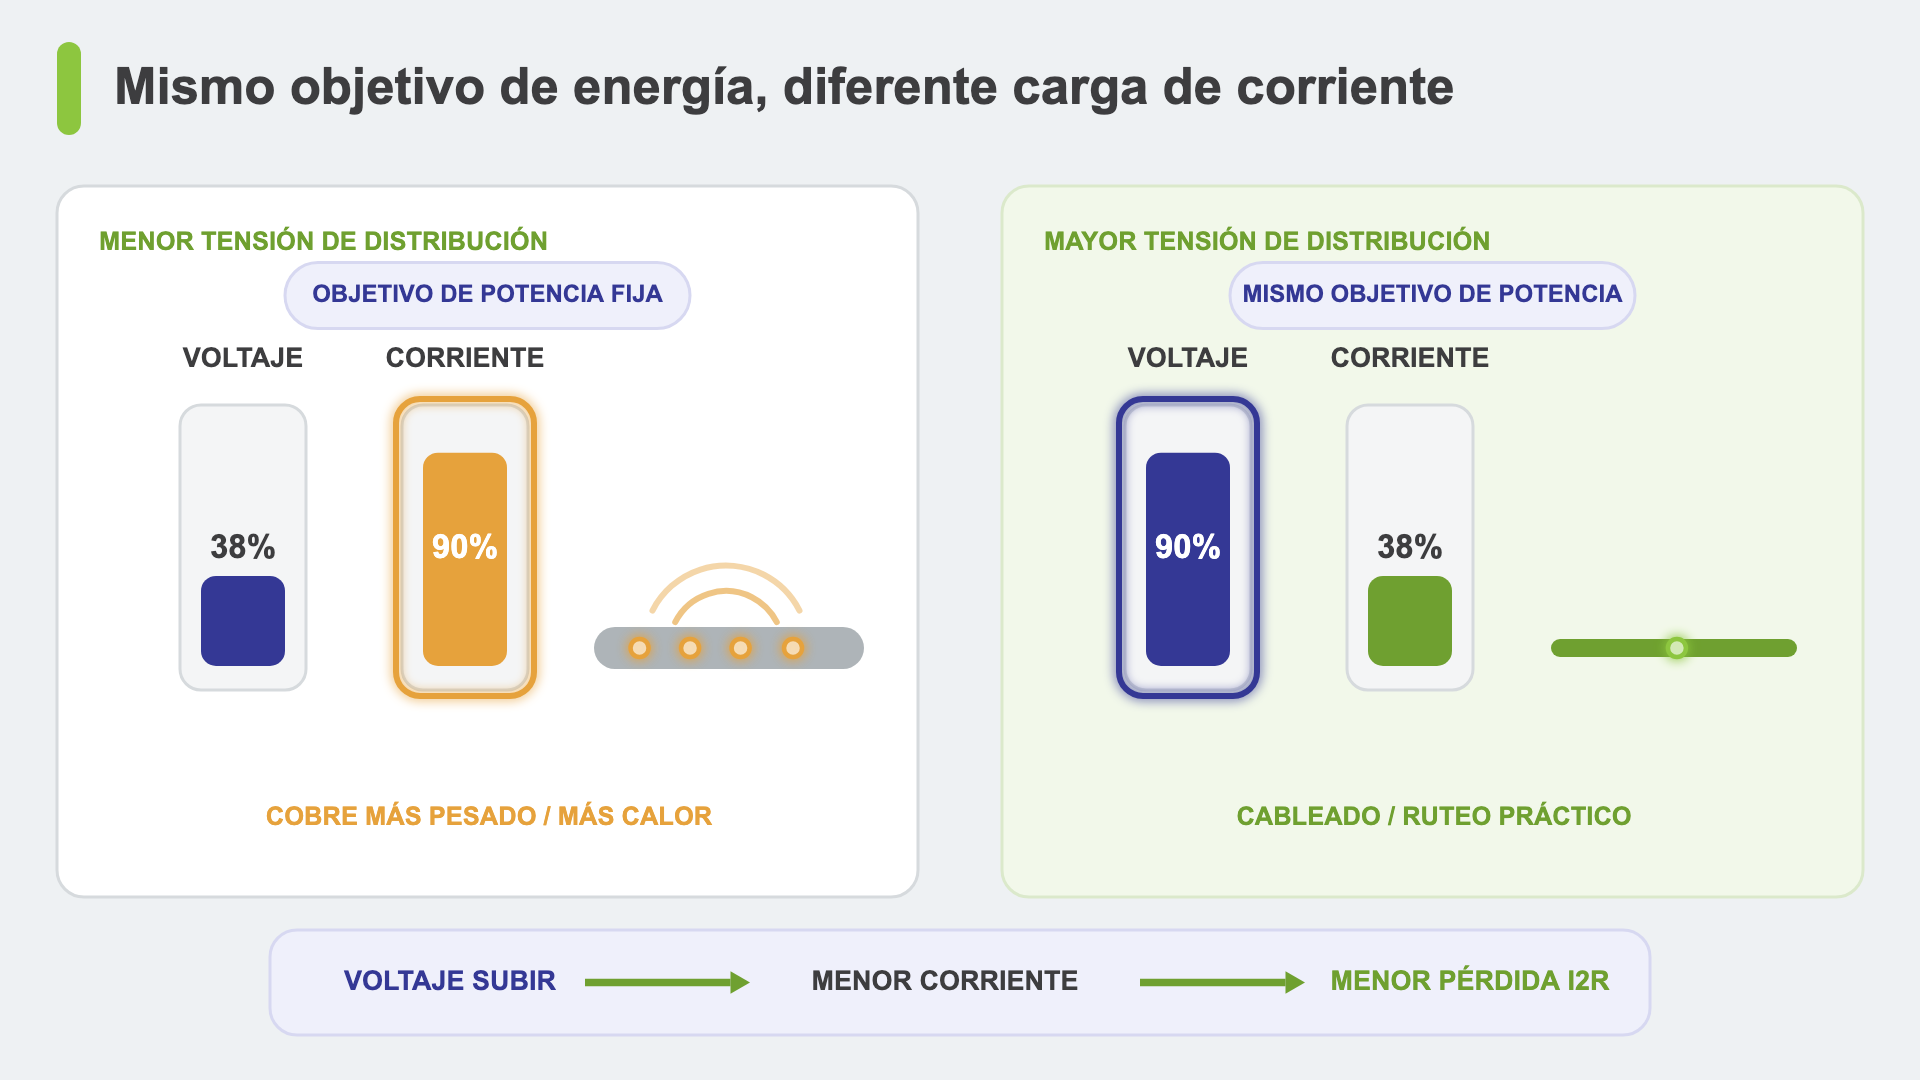 Mismo objetivo de energía, diferente carga de corriente
MENOR TENSIÓN DE DISTRIBUCIÓN
OBJETIVO DE POTENCIA FIJA
VOLTAJE
CORRIENTE
38%
90%
COBRE MÁS PESADO / MÁS CALOR
MAYOR TENSIÓN DE DISTRIBUCIÓN
MISMO OBJETIVO DE POTENCIA
VOLTAJE
CORRIENTE
90%
38%
CABLEADO / RUTEO PRÁCTICO
VOLTAJE SUBIR
MENOR CORRIENTE
MENOR PÉRDIDA I2R